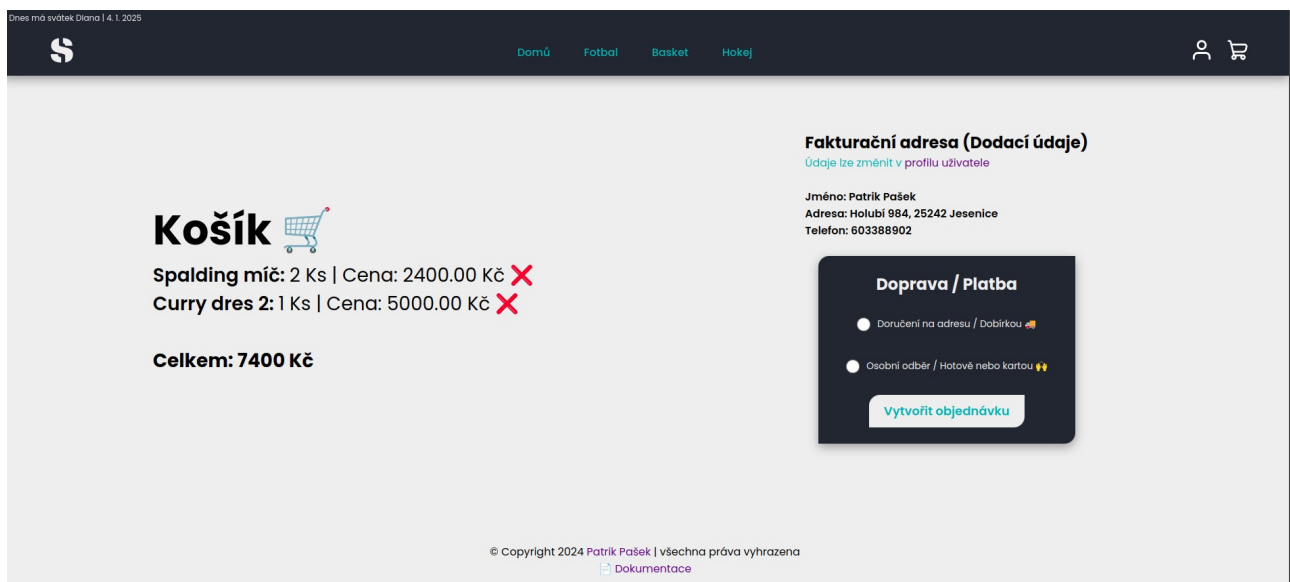 Dnes má svátek Diana | 4. 1. 2025
S
Domů Fotbal Basket Hokej
Košík 🛒
Spalding míč: 2 Ks | Cena: 2400.00 Kč ❌
Curry dres 2: 1 Ks | Cena: 5000.00 Kč ❌
Celkem: 7400 Kč
Fakturační adresa (Dodací údaje)
Údaje lze změnit v profilu uživatele
Jméno: Patrik Pašek
Adresa: Holubí 984, 25242 Jesenice
Telefon: 603388902
Doprava / Platba
Doručení na adresu / Dobírkou 🚚
Osobní odběr / Hotově nebo kartou 🙌
Vytvořit objednávku
© Copyright 2024 Patrik Pašek | všechna práva vyhrazena
📄 Dokumentace